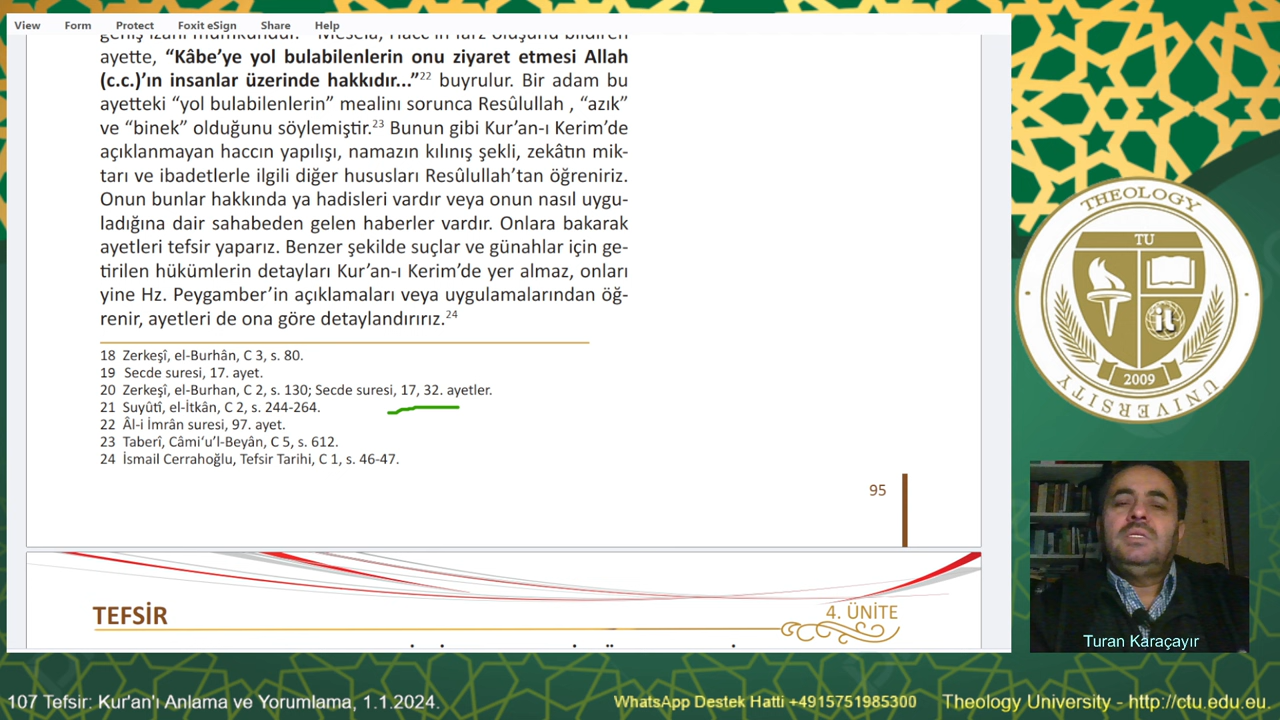 View Form Protect Foxit eSign Share Help
geniş izahı mümkündür. Mesela, Hacc'ın farz oluşunu bildiren
ayette, “Kâbe’ye yol bulabilenlerin onu ziyaret etmesi Allah
(c.c.)’ın insanlar üzerinde hakkıdır...”22 buyrulur. Bir adam bu
ayetteki “yol bulabilenlerin” mealini sorunca Resûlullah , “azık”
ve “binek” olduğunu söylemiştir.23 Bunun gibi Kur’an-ı Kerim’de
açıklanmayan haccın yapılışı, namazın kılınış şekli, zekâtın mik-
tarı ve ibadetlerle ilgili diğer hususları Resûlullah’tan öğreniriz.
Onun bunlar hakkında ya hadisleri vardır veya onun nasıl uygu-
ladığına dair sahabeden gelen haberler vardır. Onlara bakarak
ayetleri tefsir yaparız. Benzer şekilde suçlar ve günahlar için ge-
tirilen hükümlerin detayları Kur’an-ı Kerim’de yer almaz, onları
yine Hz. Peygamber’in açıklamaları veya uygulamalarından öğ-
renir, ayetleri de ona göre detaylandırırız.24
18 Zerkeşî, el-Burhân, C 3, s. 80.
19 Secde suresi, 17. ayet.
20 Zerkeşî, el-Burhan, C 2, s. 130; Secde suresi, 17, 32. ayetler.
21 Suyûtî, el-İtkân, C 2, s. 244-264.
22 Âl-i İmrân suresi, 97. ayet.
23 Taberî, Câmi‘u’l-Beyân, C 5, s. 612.
24 İsmail Cerrahoğlu, Tefsir Tarihi, C 1, s. 46-47.
95
TEFSİR
4. ÜNİTE
THEOLOGY
TU
2009
UNIVERSITY
Turan Karaçayır
107 Tefsir: Kur'an'ı Anlama ve Yorumlama, 1.1.2024.
WhatsApp Destek Hatti +4915751985300
Theology University - http://ctu.edu.eu.